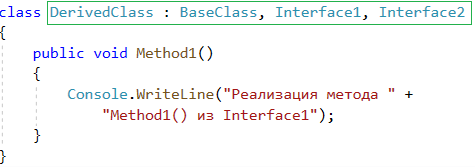 class DerivedClass : BaseClass, Interface1, Interface2
{
    public void Method1()
    {
        Console.WriteLine("Реализация метода " +
            "Method1() из Interface1");
    }
}